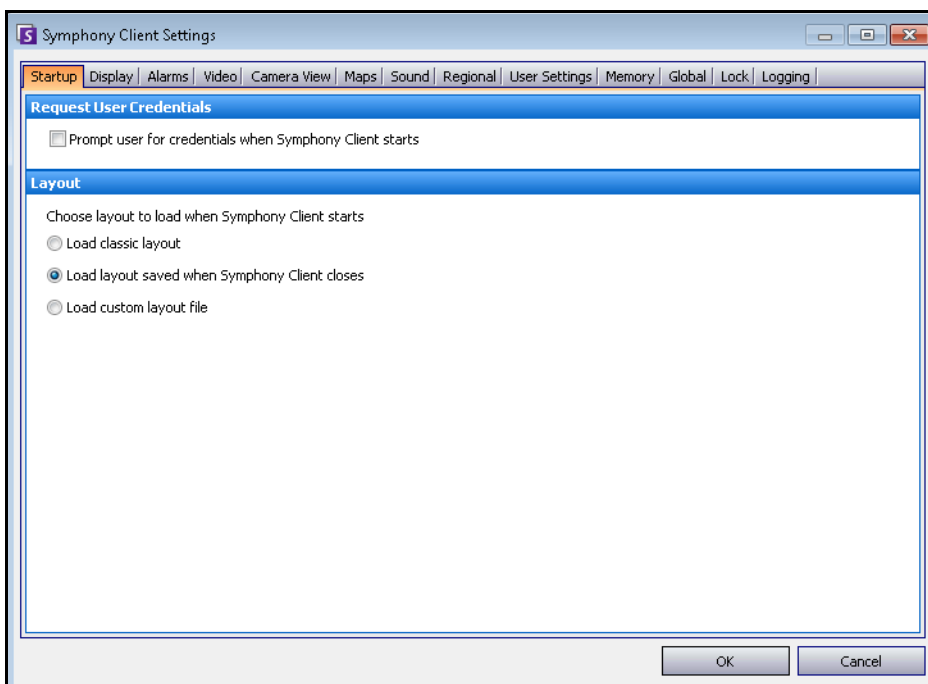 Symphony Client Settings
Startup Display Alarms Video Camera View Maps Sound Regional User Settings Memory Global Lock Logging
Request User Credentials
Prompt user for credentials when Symphony Client starts
Layout
Choose layout to load when Symphony Client starts
Load classic layout
Load layout saved when Symphony Client closes
Load custom layout file
OK Cancel